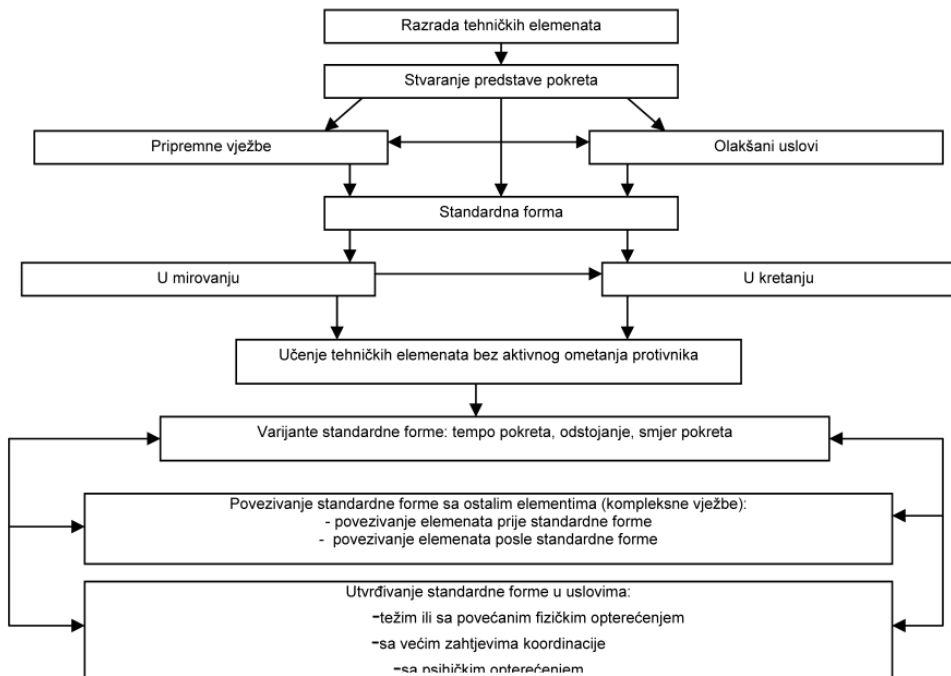 Razrada tehničkih elemenata
Stvaranje predstave pokreta
Pripremne vježbe
Olakšani uslovi
Standardna forma
U mirovanju
U kretanju
Učenje tehničkih elemenata bez aktivnog ometanja protivnika
Varijante standardne forme: tempo pokreta, odstojanje, smjer pokreta
Povezivanje standardne forme sa ostalim elementima (kompleksne vježbe):
- povezivanje elemenata prije standardne forme
- povezivanje elemenata posle standardne forme
Utvrđivanje standardne forme u uslovima:
-težim ili sa povećanim fizičkim opterećenjem
-sa većim zahtjevima koordinacije
-sa psihičkim opterećenjem